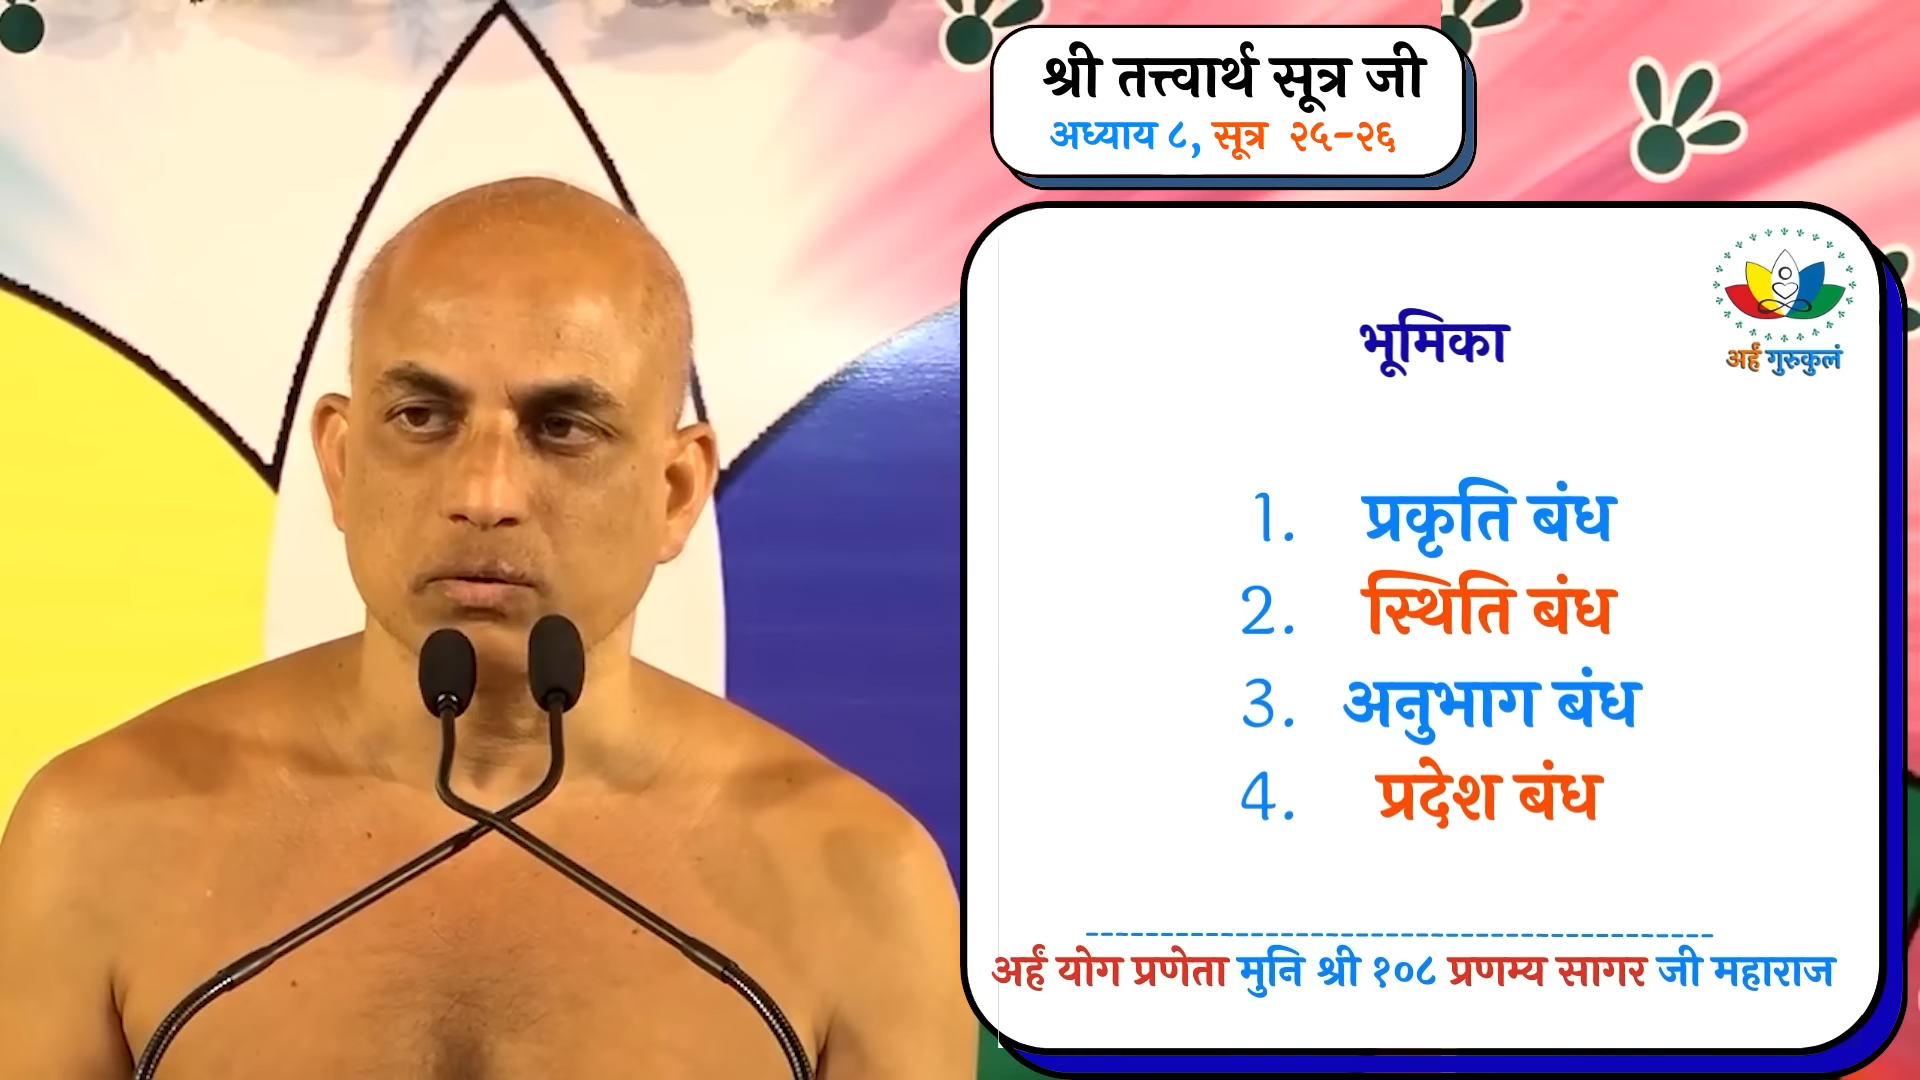 श्री तत्त्वार्थ सूत्र जी
अध्याय ८, सूत्र २५-२६
अर्हं गुरुकुलं
भूमिका
1. प्रकृति बंध
2. स्थिति बंध
3. अनुभाग बंध
4. प्रदेश बंध
अर्हं योग प्रणेता मुनि श्री १०८ प्रणम्य सागर जी महाराज